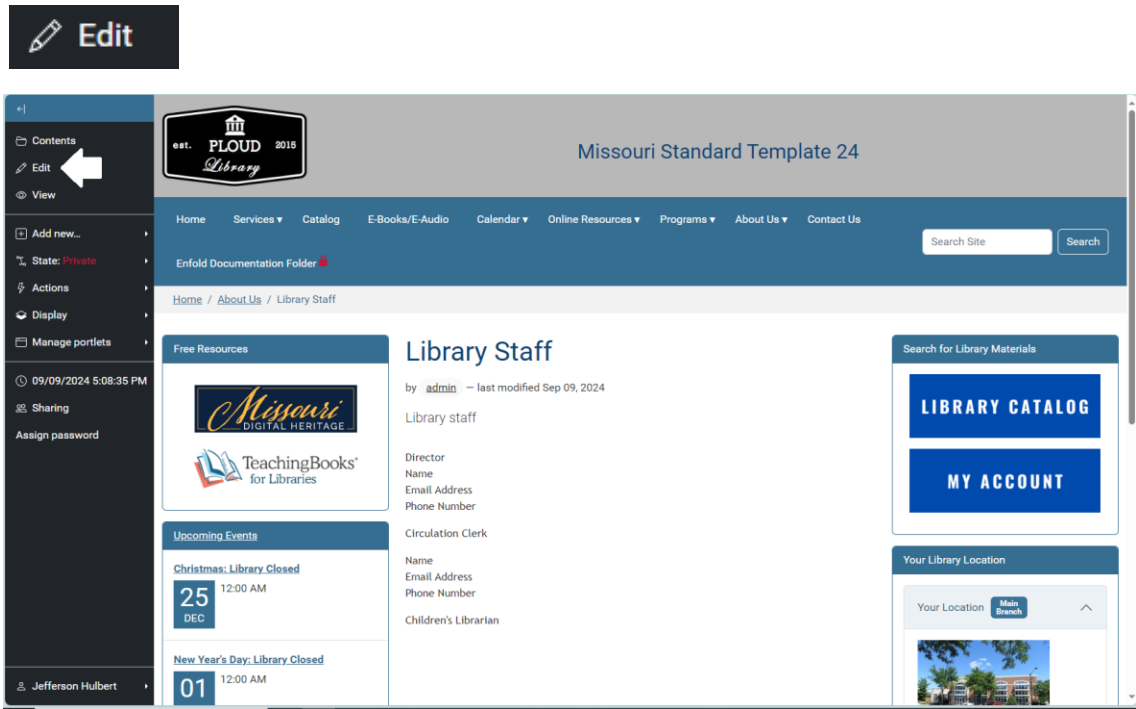 Edit
Contents
Edit
View
Add new...
State: Private
Actions
Display
Manage portlets
09/09/2024 5:08:35 PM
Sharing
Assign password
Jefferson Hulbert
est. PLOUD 2015
Library
Missouri Standard Template 24
Home Services ▾ Catalog E-Books/E-Audio Calendar ▾ Online Resources ▾ Programs ▾ About Us ▾ Contact Us
Enfold Documentation Folder
Search Site Search
Home / About Us / Library Staff
Free Resources
Missouri
DIGITAL HERITAGE
TeachingBooks
for Libraries
Upcoming Events
Christmas: Library Closed
25 12:00 AM
DEC
New Year's Day: Library Closed
01 12:00 AM
Library Staff
by admin — last modified Sep 09, 2024
Library staff
Director
Name
Email Address
Phone Number
Circulation Clerk
Name
Email Address
Phone Number
Children's Librarian
Search for Library Materials
LIBRARY CATALOG
MY ACCOUNT
Your Library Location
Your Location Main Branch